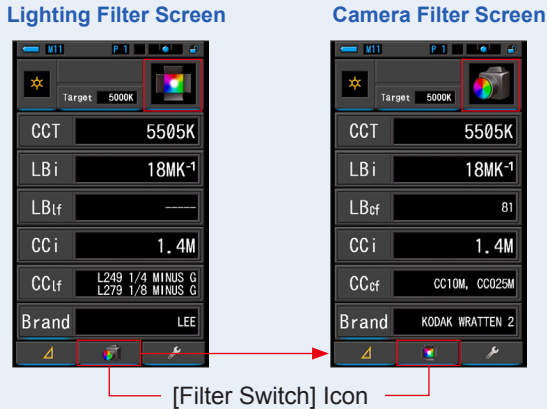 Lighting Filter Screen
M11 P 1
Target 5000K
CCT 5505K
LBi 18MK⁻¹
LBlf -----
CCi 1.4M
CClf L249 1/4 MINUS G
L279 1/8 MINUS G
Brand LEE
Camera Filter Screen
M11 P 1
Target 5000K
CCT 5505K
LBi 18MK⁻¹
LBcf 81
CCi 1.4M
CCcf CC10M, CC025M
Brand KODAK WRATTEN 2
[Filter Switch] Icon